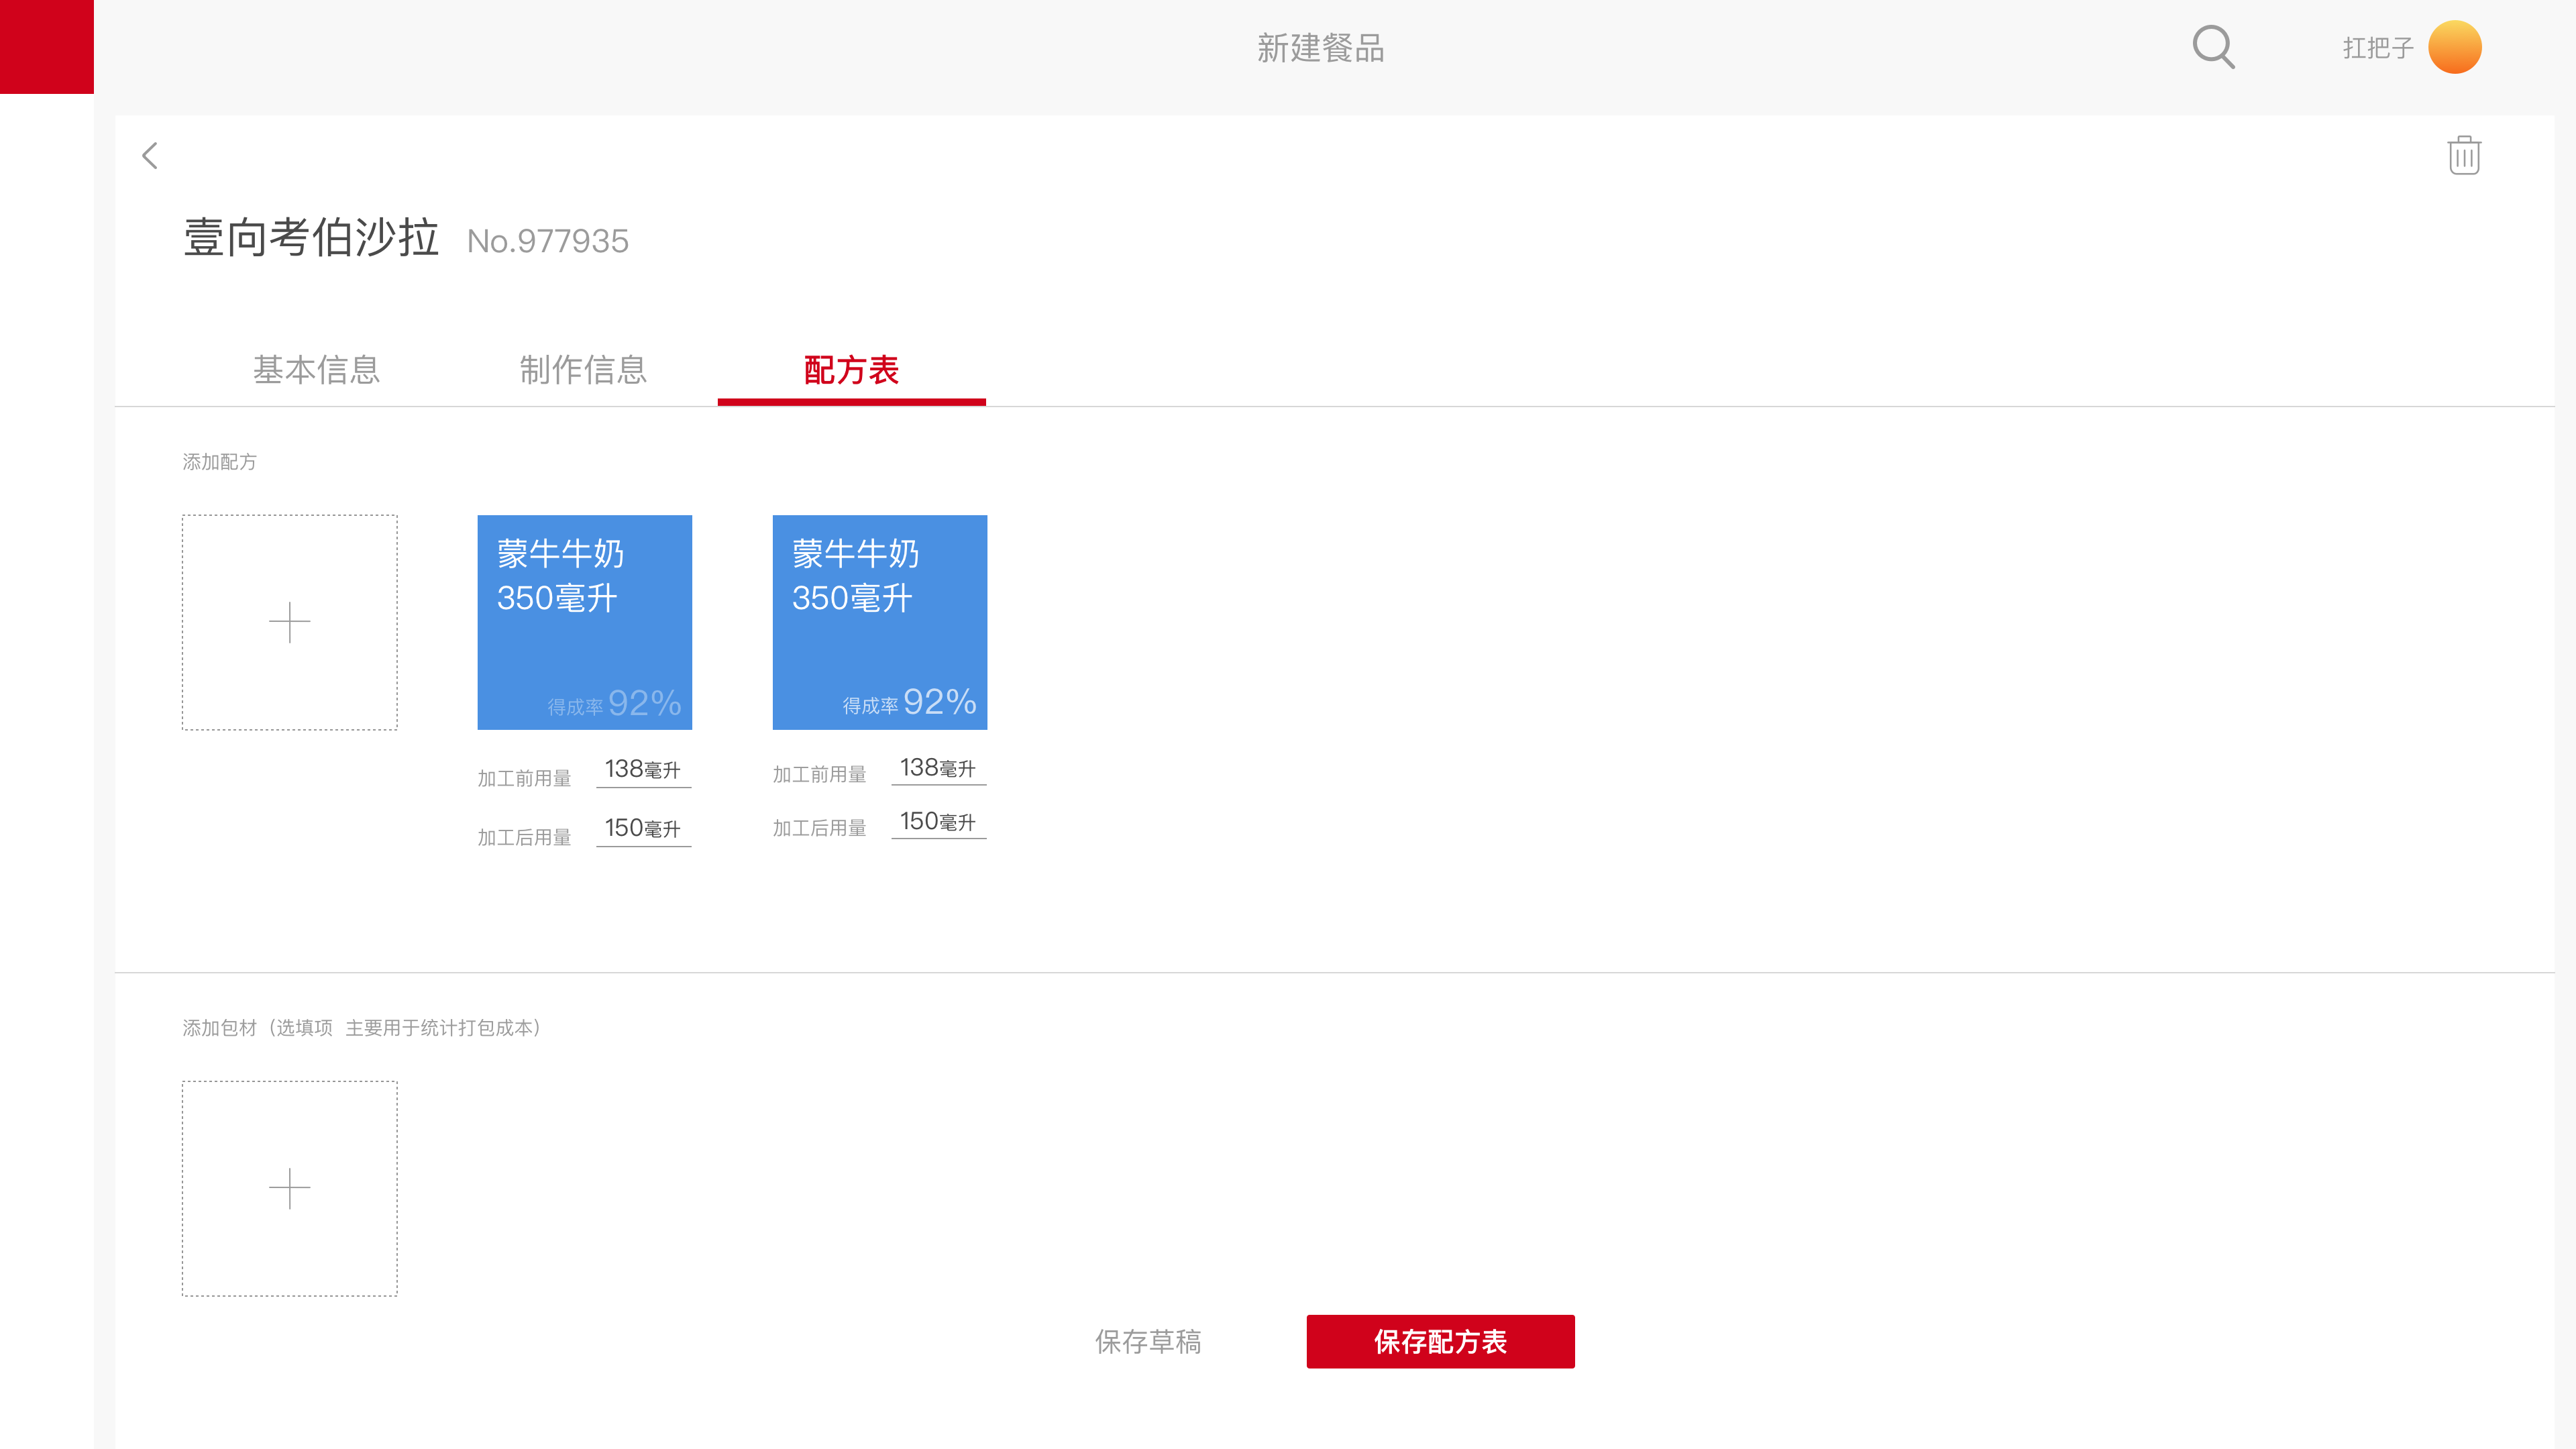 新建餐品
扛把子
壹向考伯沙拉 No.977935
基本信息 制作信息 配方表
添加配方
蒙牛牛奶
350毫升
得成率 92%
加工前用量 138毫升
加工后用量 150毫升
蒙牛牛奶
350毫升
得成率 92%
加工前用量 138毫升
加工后用量 150毫升
添加包材（选填项 主要用于统计打包成本）
保存草稿 保存配方表